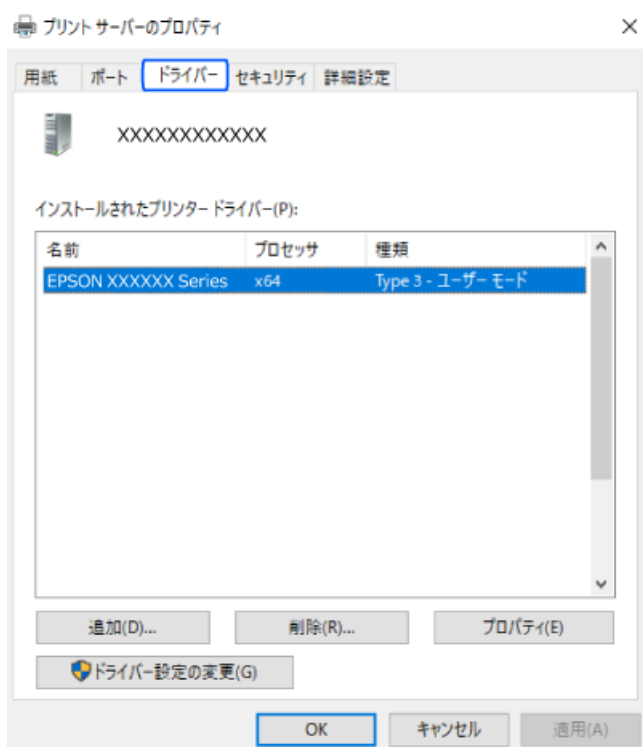 プリント サーバーのプロパティ
用紙 ポート ドライバー セキュリティ 詳細設定
XXXXXXXXXXXX
インストールされたプリンター ドライバー(P):
名前 プロセッサ 種類
EPSON XXXXXX Series x64 Type 3 - ユーザー モード
追加(D)... 削除(R)... プロパティ(E)
ドライバー設定の変更(G)
OK キャンセル 適用(A)